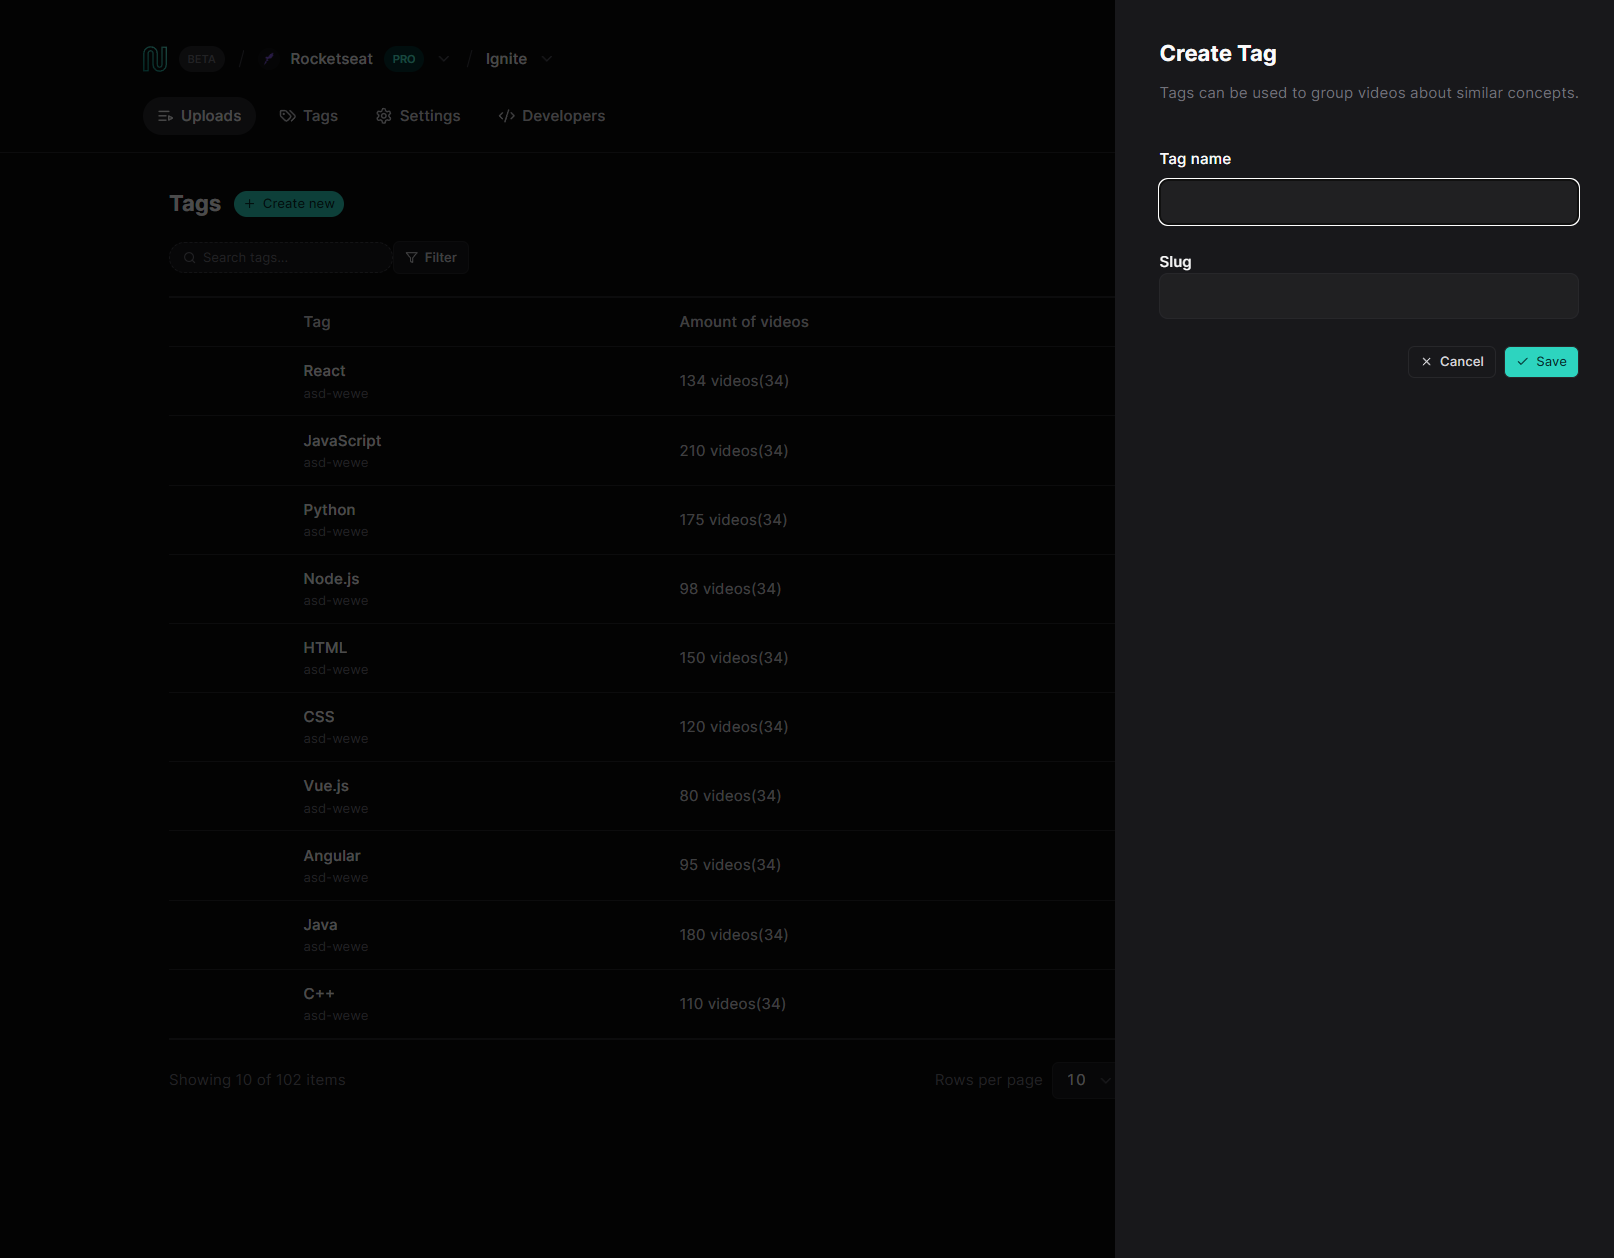 BETA / Rocketseat PRO / Ignite
Uploads Tags Settings Developers
Tags + Create new
Search tags... Filter
Tag Amount of videos
React
asd-wewe
134 videos(34)
JavaScript
asd-wewe
210 videos(34)
Python
asd-wewe
175 videos(34)
Node.js
asd-wewe
98 videos(34)
HTML
asd-wewe
150 videos(34)
CSS
asd-wewe
120 videos(34)
Vue.js
asd-wewe
80 videos(34)
Angular
asd-wewe
95 videos(34)
Java
asd-wewe
180 videos(34)
C++
asd-wewe
110 videos(34)
Showing 10 of 102 items
Rows per page 10
Create Tag
Tags can be used to group videos about similar concepts.
Tag name
Slug
Cancel Save